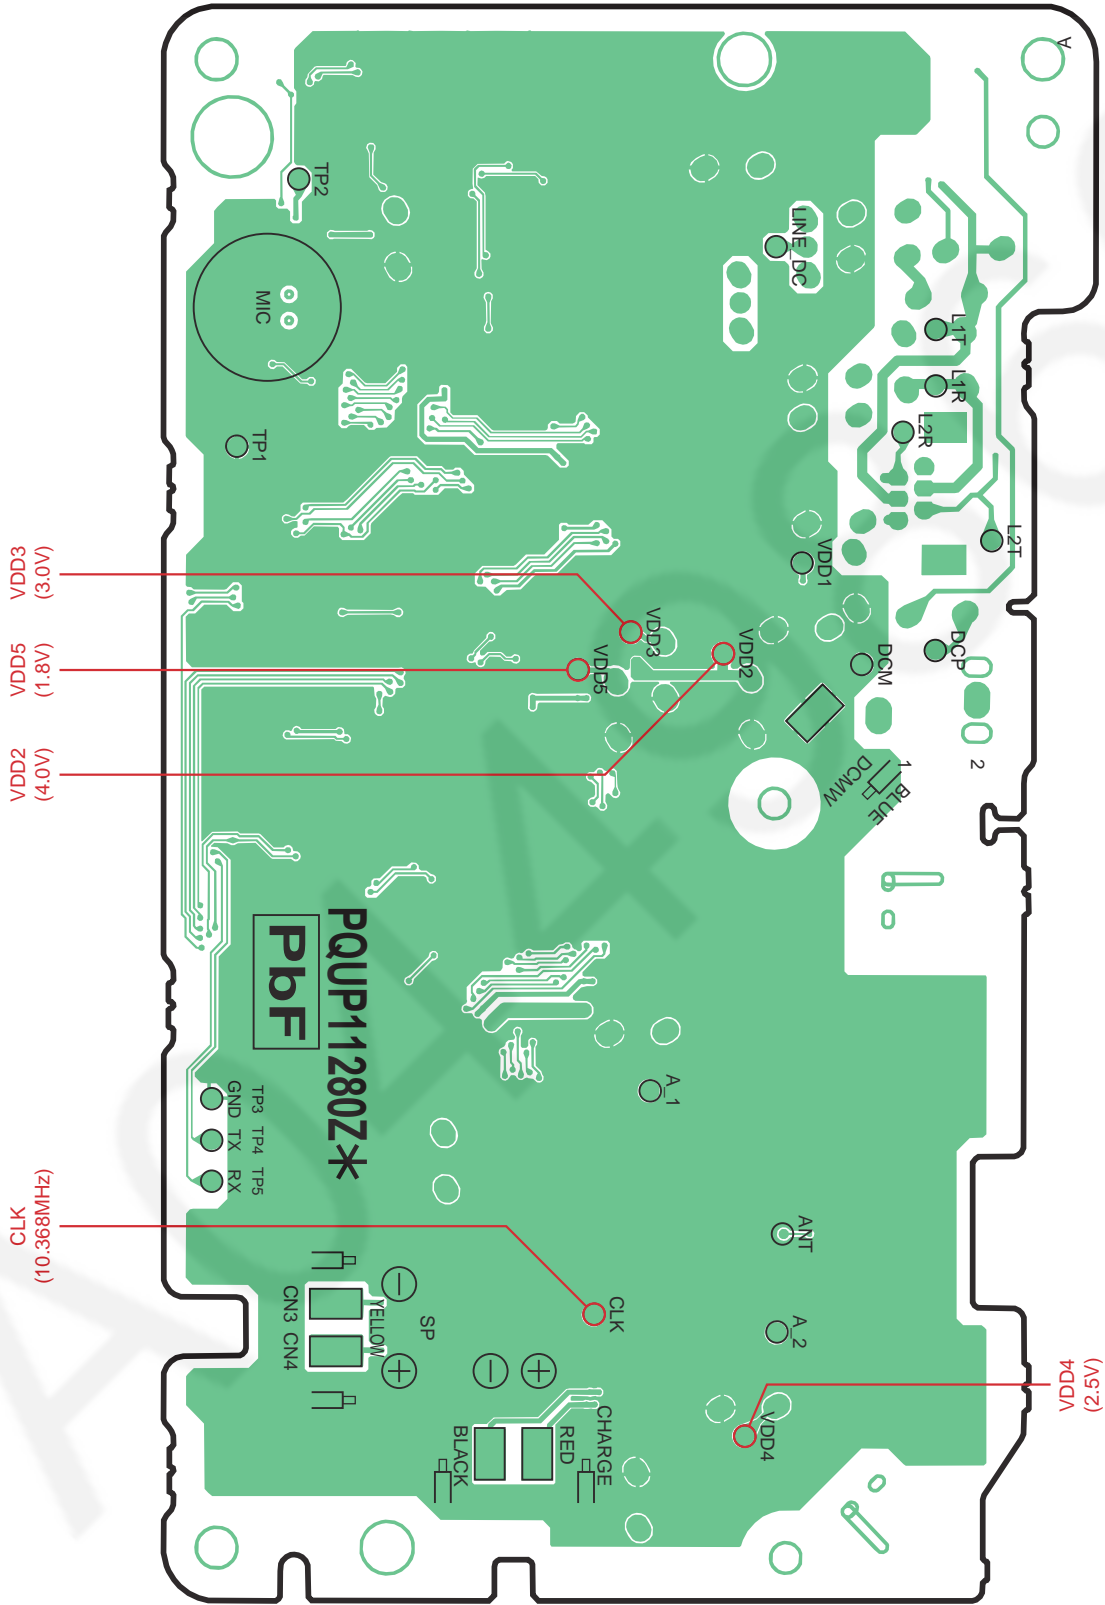 A
TP2
LINE_DC
MIC
L1T
L1R
L2R
TP1
L2T
VDD1
VDD3
(3.0V)
VDD3
VDD2
DCP
DCM
VDD5
(1.8V)
VDD5
VDD2
(4.0V)
2
1
BLUE
DCMW
PQUP11280Z*
PbF
A_1
TP3
GND
TP4
TX
TP5
RX
CLK
(10.368MHz)
ANT
CLK
A_2
CN3
CN4
YELLOW
SP
VDD4
(2.5V)
VDD4
CHARGE
RED
BLACK